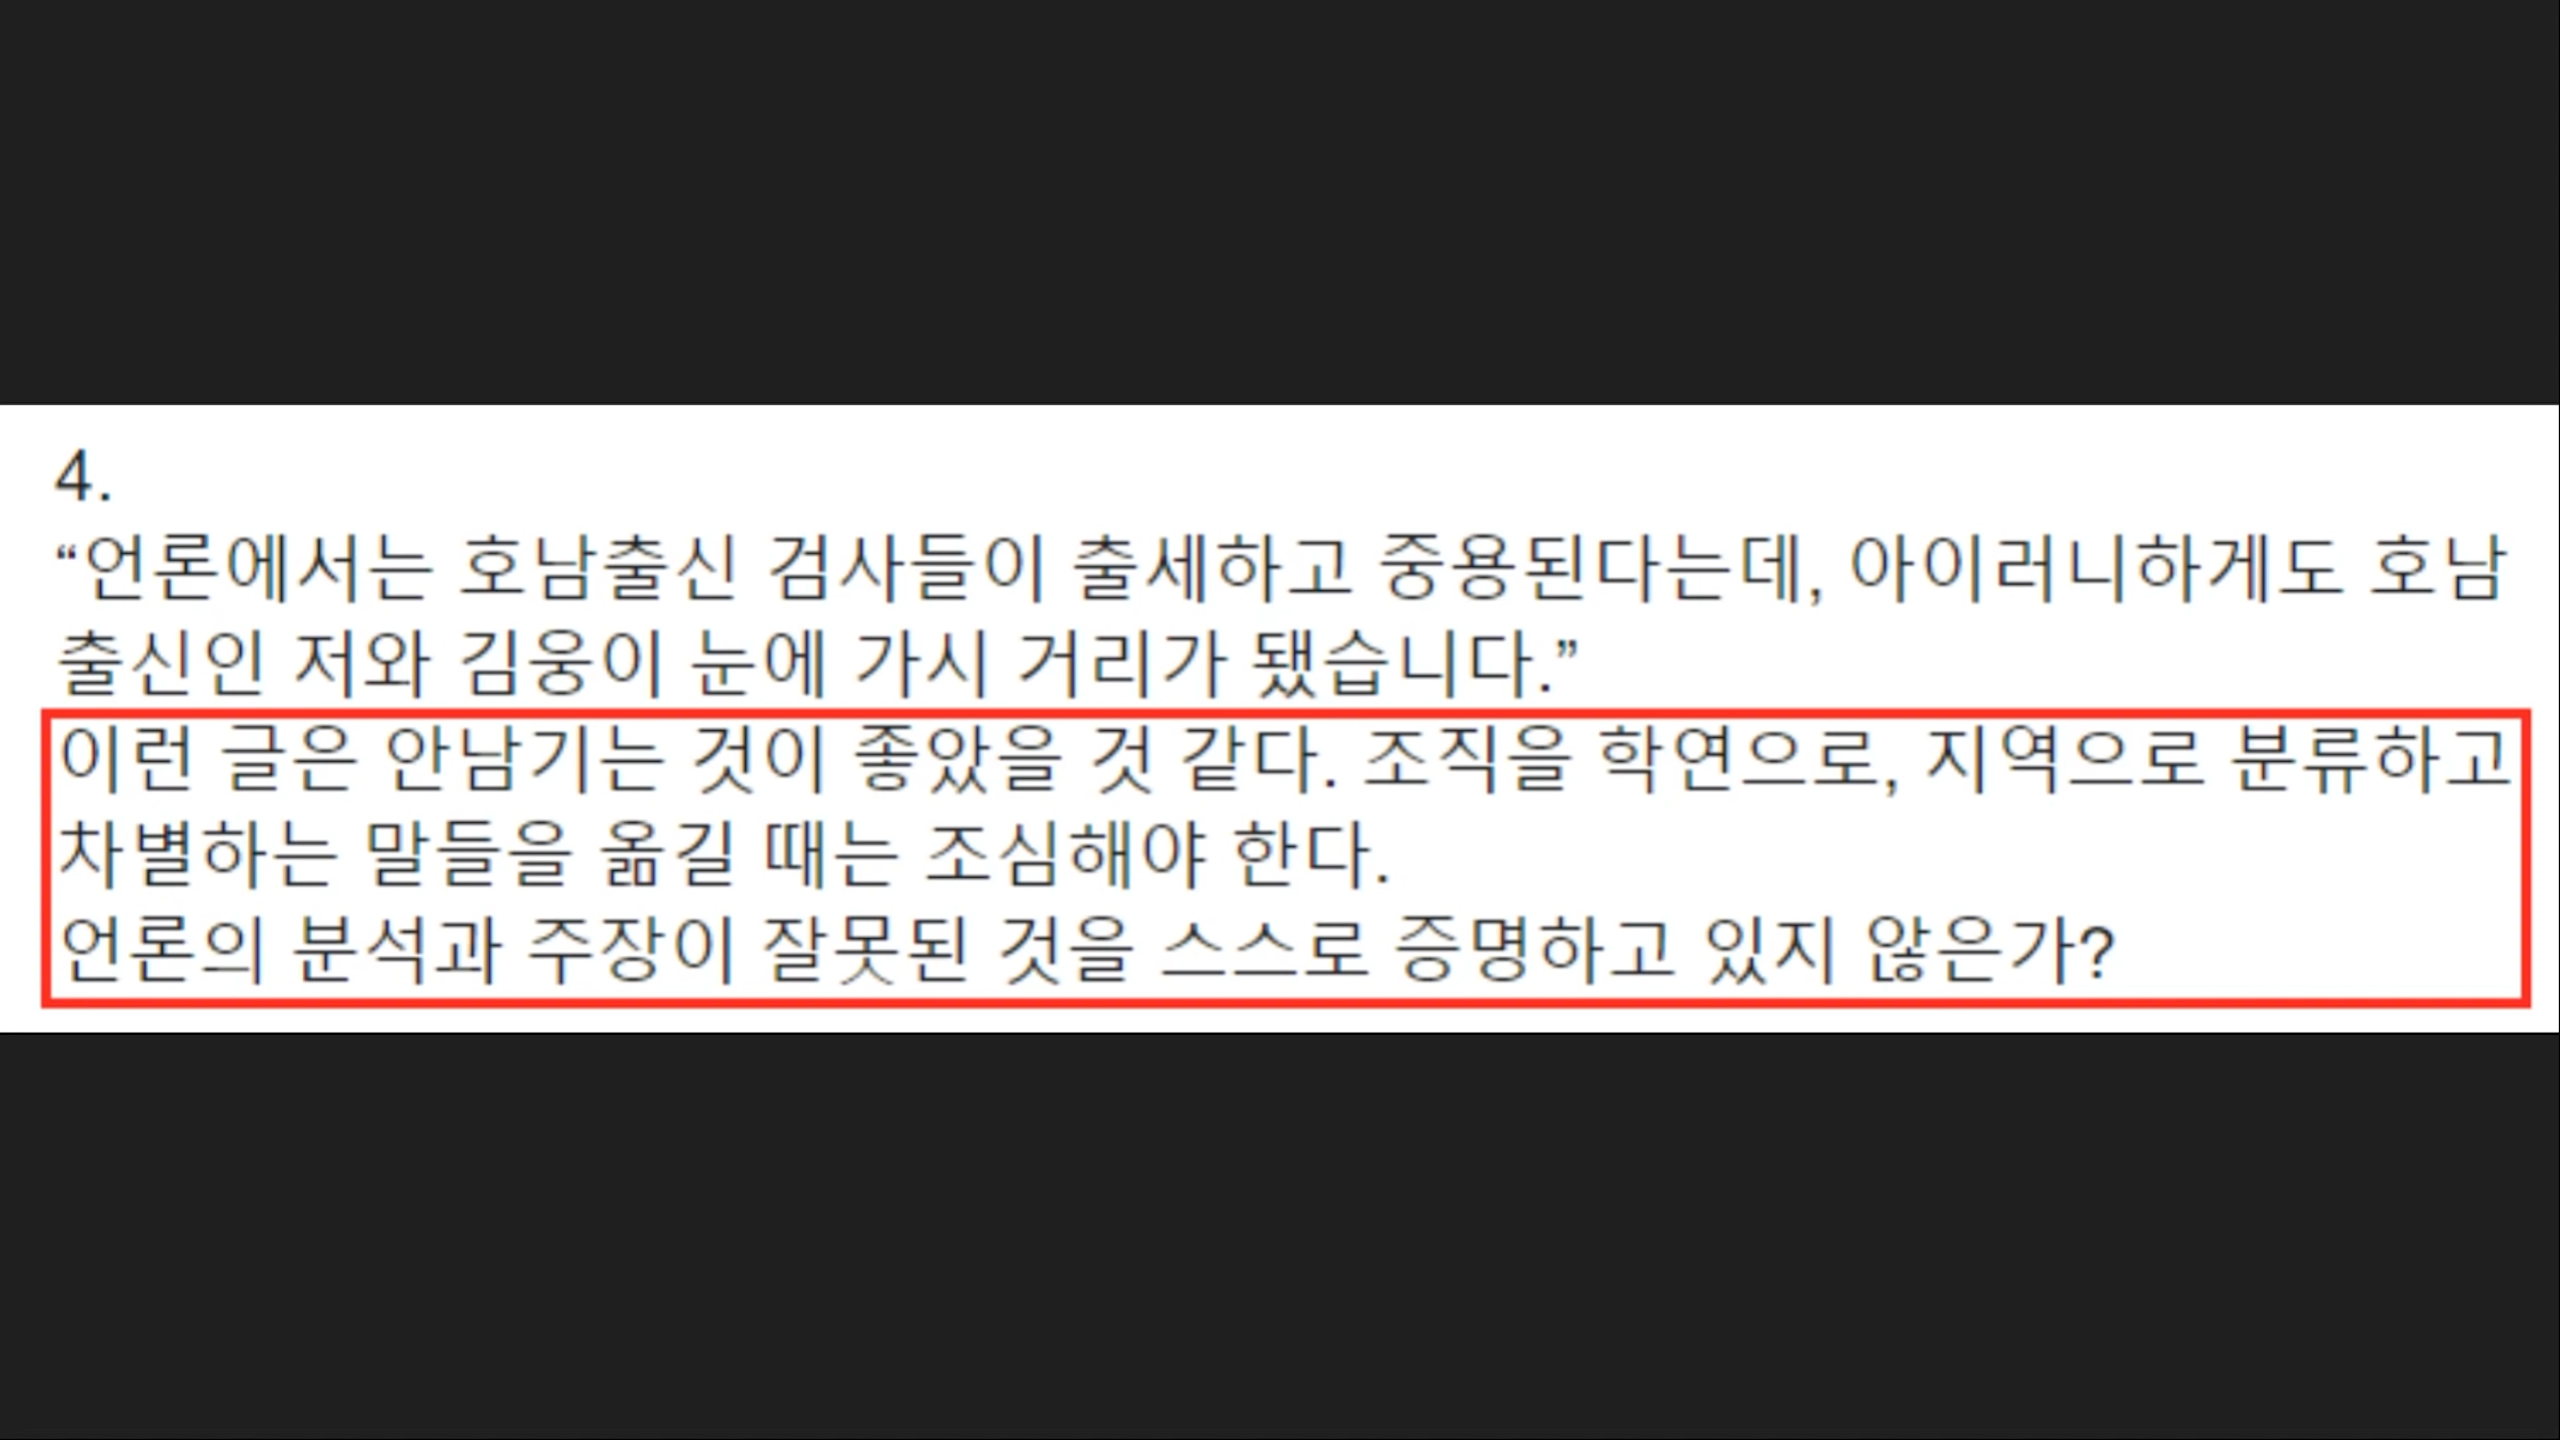 4.
“언론에서는 호남출신 검사들이 출세하고 중용된다는데, 아이러니하게도 호남
출신인 저와 김웅이 눈에 가시 거리가 됐습니다.”
이런 글은 안남기는 것이 좋았을 것 같다. 조직을 학연으로, 지역으로 분류하고
차별하는 말들을 옮길 때는 조심해야 한다.
언론의 분석과 주장이 잘못된 것을 스스로 증명하고 있지 않은가?